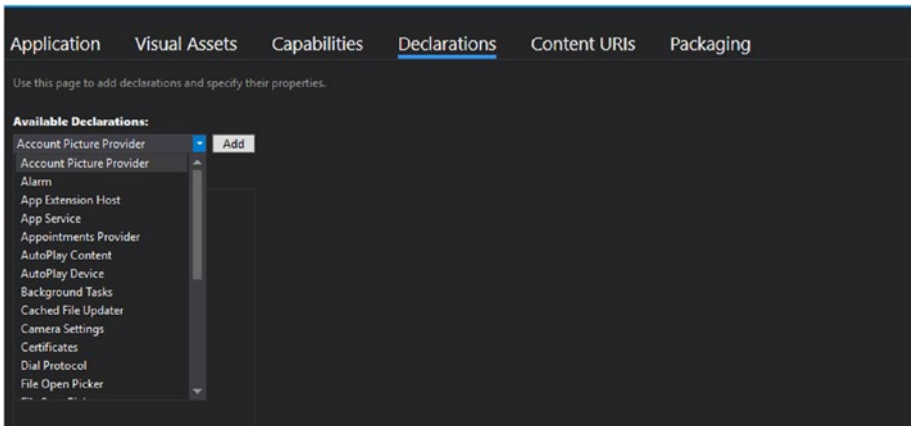 Application Visual Assets Capabilities Declarations Content URIs Packaging
Use this page to add declarations and specify their properties.
Available Declarations:
Account Picture Provider Add
Account Picture Provider
Alarm
App Extension Host
App Service
Appointments Provider
AutoPlay Content
AutoPlay Device
Background Tasks
Cached File Updater
Camera Settings
Certificates
Dial Protocol
File Open Picker